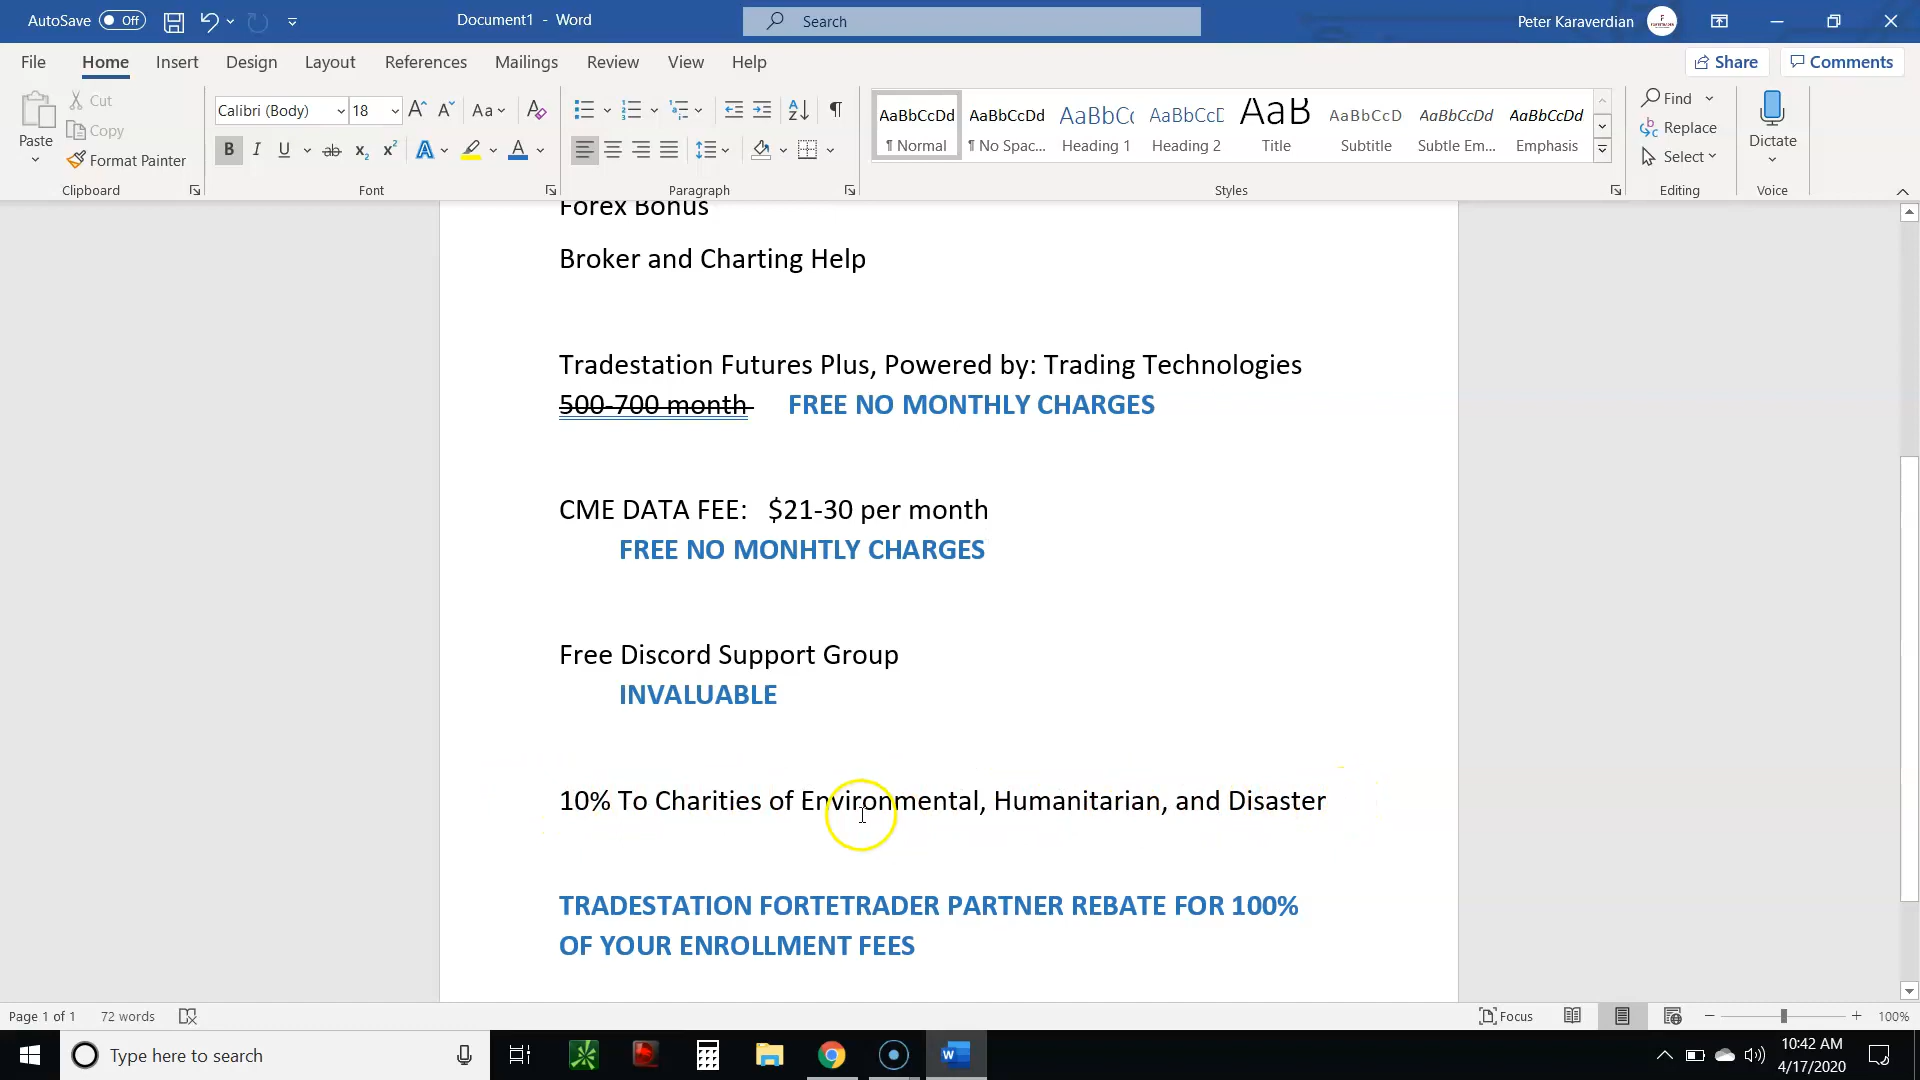 AutoSave Off Document1 - Word Search Peter Karaverdian
File Home Insert Design Layout References Mailings Review View Help Share Comments
Paste Cut Copy Format Painter
Calibri (Body) 18 Aa
B I U ab x₂ x² A A
AaBbCcDd AaBbCcDd AaBbCc AaBbCcD AaB AaBbCcD AaBbCcDd AaBbCcDd
¶ Normal ¶ No Spac... Heading 1 Heading 2 Title Subtitle Subtle Em... Emphasis
Find Replace Select Dictate
Clipboard Font Paragraph Styles Editing Voice
Forex Bonus
Broker and Charting Help
Tradestation Futures Plus, Powered by: Trading Technologies
500-700 month FREE NO MONTHLY CHARGES
CME DATA FEE: $21-30 per month
FREE NO MONHTLY CHARGES
Free Discord Support Group
INVALUABLE
10% To Charities of Environmental, Humanitarian, and Disaster
TRADESTATION FORTETRADER PARTNER REBATE FOR 100%
OF YOUR ENROLLMENT FEES
Page 1 of 1 72 words Focus 100%
Type here to search 10:42 AM
4/17/2020